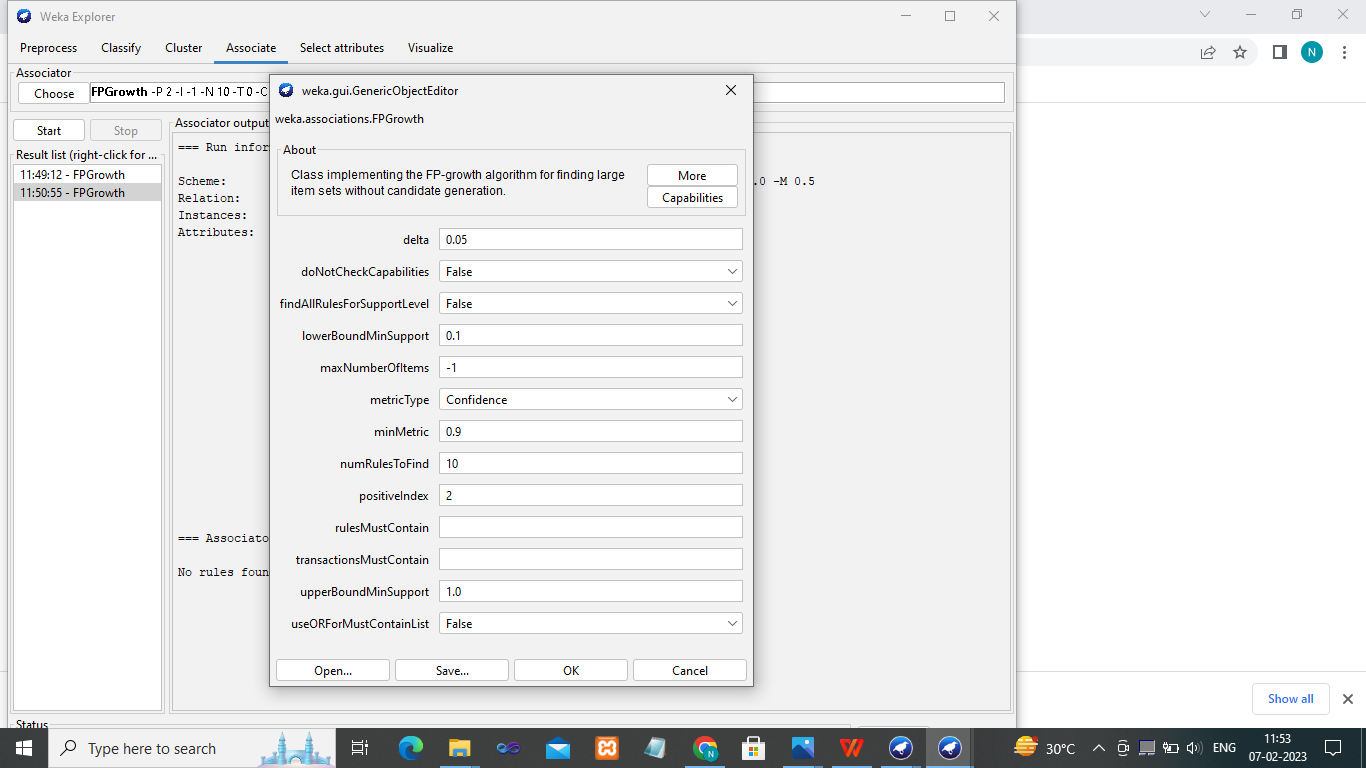 Weka Explorer
Preprocess Classify Cluster Associate Select attributes Visualize
Associator
Choose FPGrowth -P 2 -I -1 -N 10 -T 0 -C
Start Stop
Result list (right-click for ...
11:49:12 - FPGrowth
11:50:55 - FPGrowth
Associator output
=== Run infor
Scheme: .0 -M 0.5
Relation:
Instances:
Attributes:
=== Associato
No rules foun
weka.gui.GenericObjectEditor
weka.associations.FPGrowth
About
Class implementing the FP-growth algorithm for finding large
item sets without candidate generation.
More
Capabilities
delta 0.05
doNotCheckCapabilities False
findAllRulesForSupportLevel False
lowerBoundMinSupport 0.1
maxNumberOfItems -1
metricType Confidence
minMetric 0.9
numRulesToFind 10
positiveIndex 2
rulesMustContain
transactionsMustContain
upperBoundMinSupport 1.0
useORForMustContainList False
Open... Save... OK Cancel
Status
N
Show all
Type here to search
30°C ENG 11:53
07-02-2023